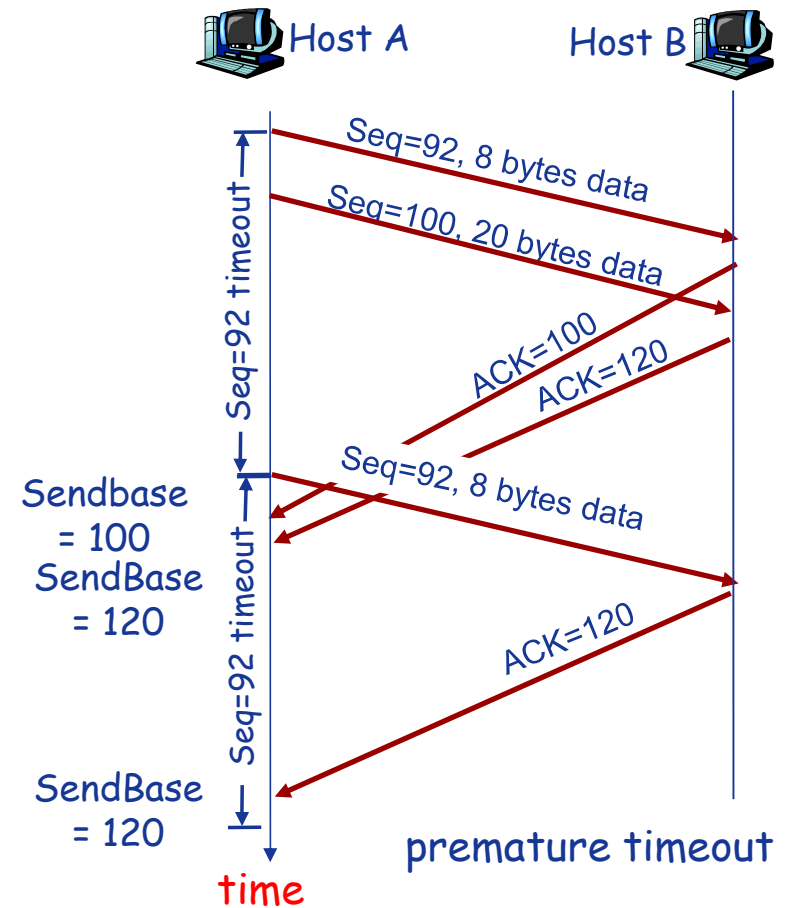 Host A
Host B
Seq=92, 8 bytes data
Seq=100, 20 bytes data
Seq=92 timeout
ACK=100
ACK=120
Seq=92, 8 bytes data
Sendbase
= 100
SendBase
= 120
Seq=92 timeout
ACK=120
SendBase
= 120
premature timeout
time